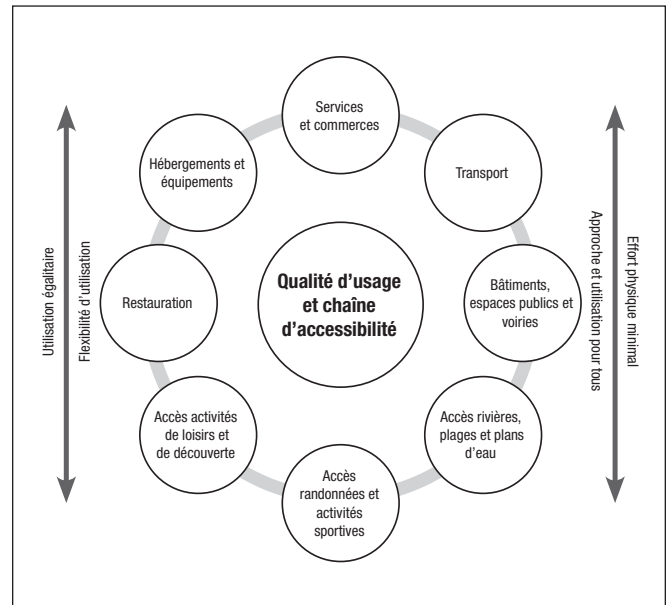 Services
et commerces
Hébergements et
équipements
Transport
Utilisation égalitaire
Flexibilité d'utilisation
Restauration
Qualité d'usage
et chaîne
d'accessibilité
Bâtiments,
espaces publics et
voiries
Approche et utilisation pour tous
Effort physique minimal
Accès activités
de loisirs et
de découverte
Accès rivières,
plages et plans
d'eau
Accès
randonnées et
activités
sportives